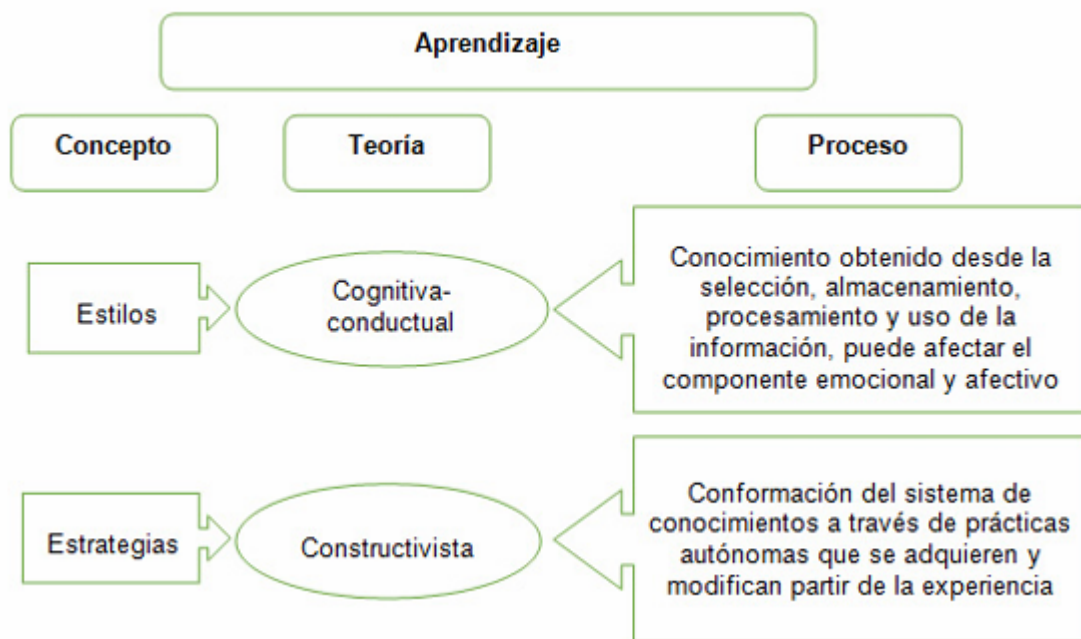 Aprendizaje
Concepto
Teoría
Proceso
Estilos
Cognitiva-
conductual
Conocimiento obtenido desde la
selección, almacenamiento,
procesamiento y uso de la
información, puede afectar el
componente emocional y afectivo
Estrategias
Constructivista
Conformación del sistema de
conocimientos a través de prácticas
autónomas que se adquieren y
modifican partir de la experiencia